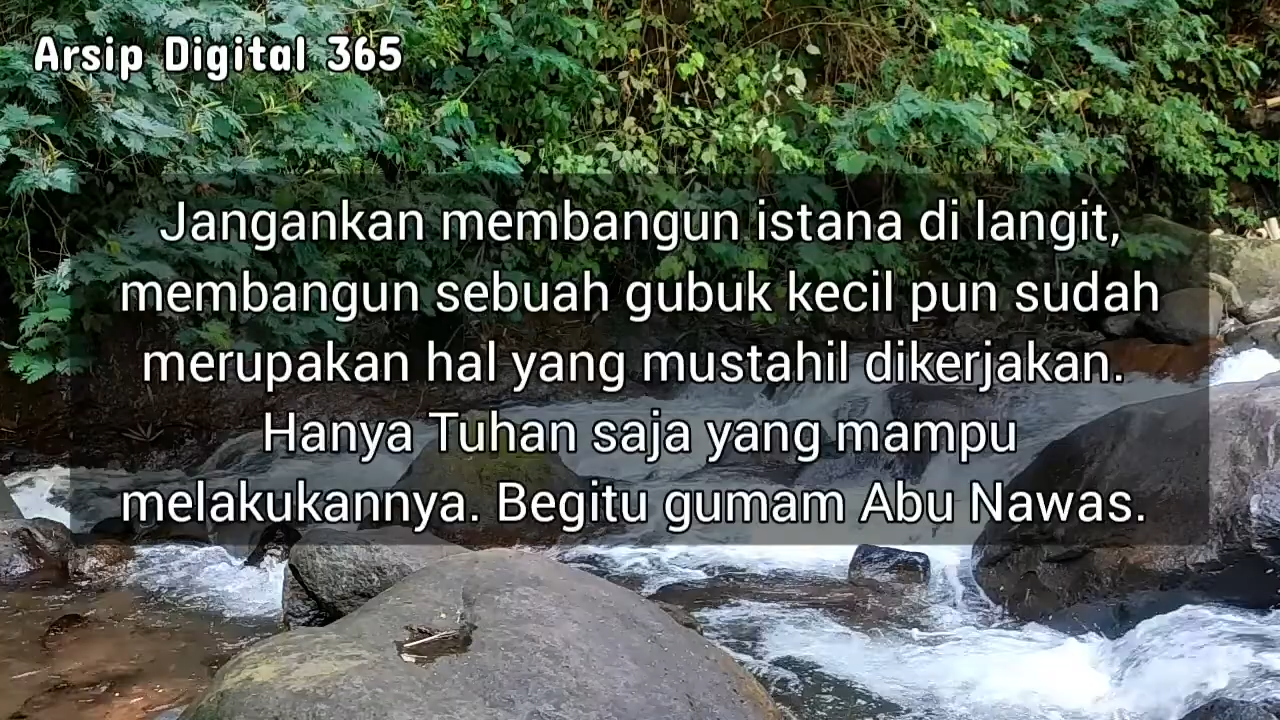 Arsip Digital 365
Jangankan membangun istana di langit,
membangun sebuah gubuk kecil pun sudah
merupakan hal yang mustahil dikerjakan.
Hanya Tuhan saja yang mampu
melakukannya. Begitu gumam Abu Nawas.